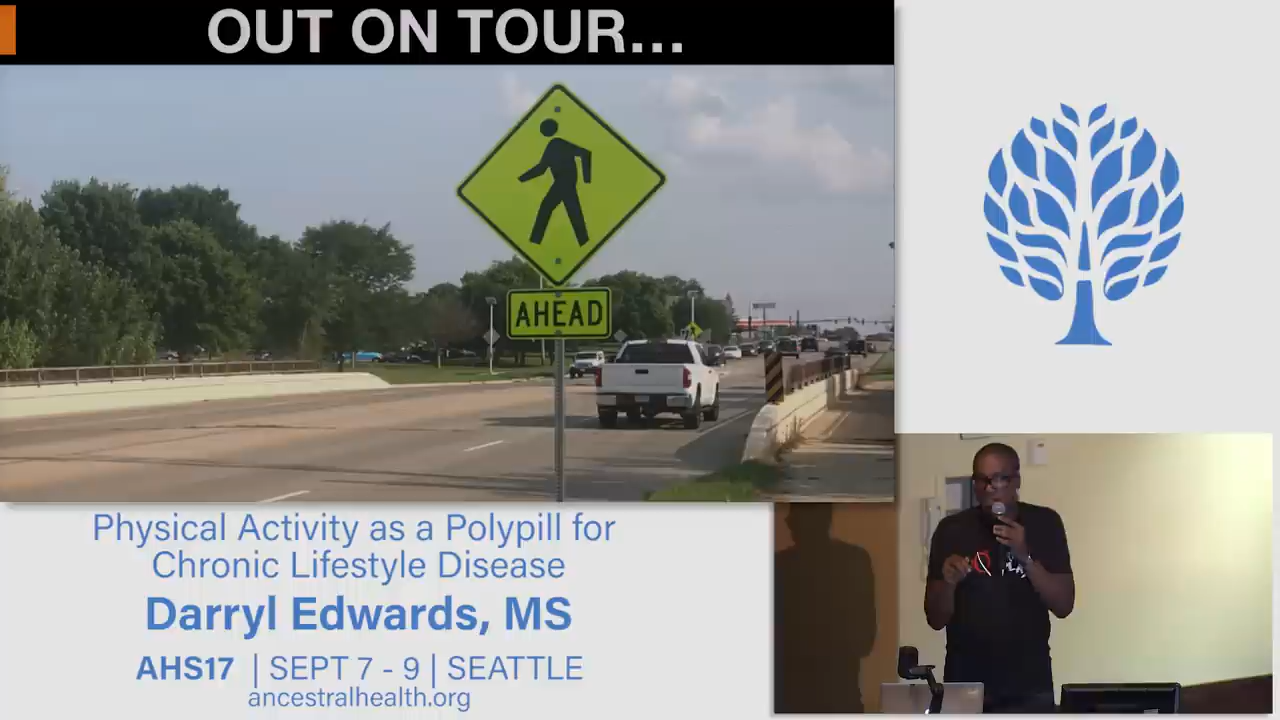 OUT ON TOUR...
AHEAD
Physical Activity as a Polypill for
Chronic Lifestyle Disease
Darryl Edwards, MS
AHS17 | SEPT 7 - 9 | SEATTLE
ancestralhealth.org